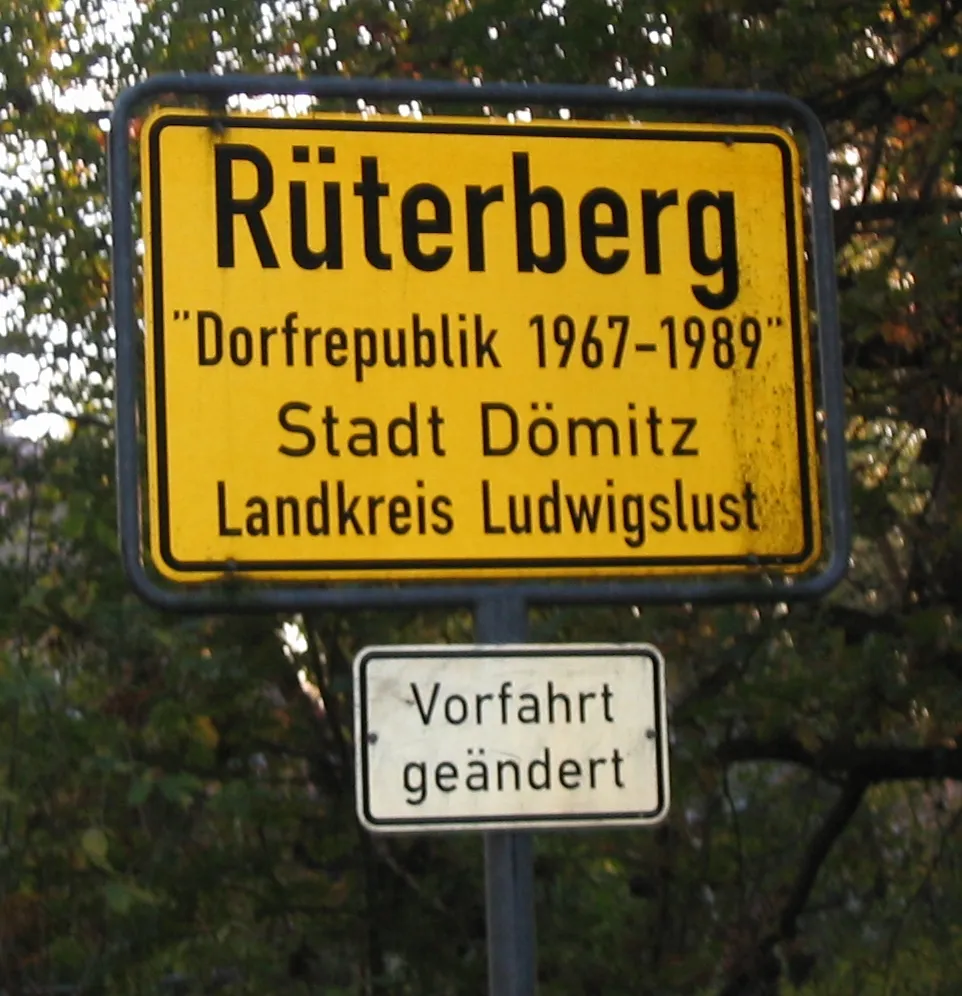 Rüterberg
"Dorfrepublik 1967-1989"
Stadt Dömitz
Landkreis Ludwigslust
Vorfahrt
geändert